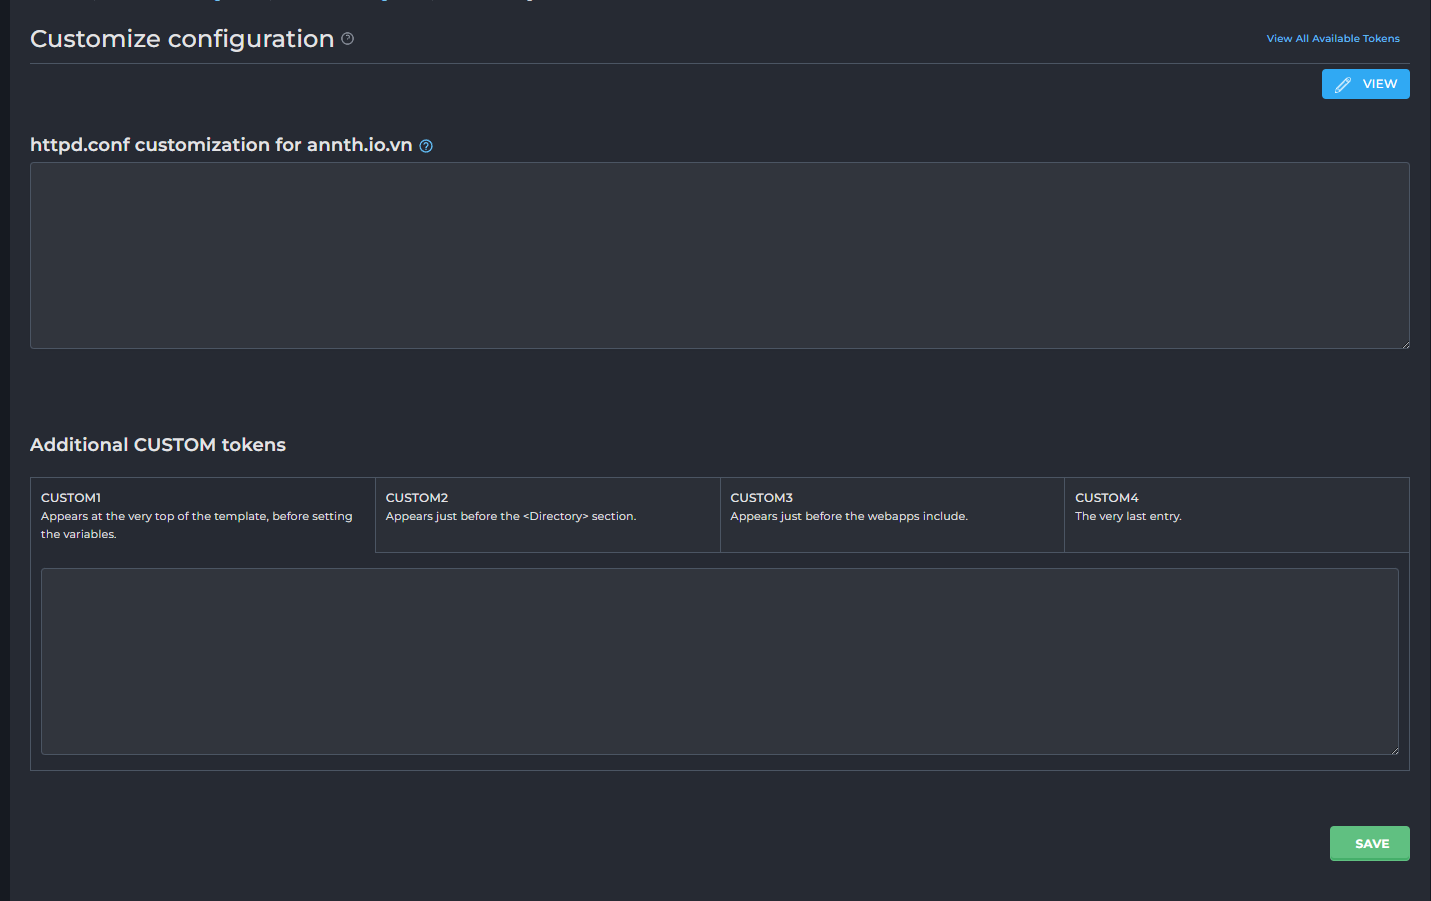 Customize configuration
View All Available Tokens
VIEW
httpd.conf customization for annth.io.vn
Additional CUSTOM tokens
CUSTOM1
Appears at the very top of the template, before setting
the variables.
CUSTOM2
Appears just before the <Directory> section.
CUSTOM3
Appears just before the webapps include.
CUSTOM4
The very last entry.
SAVE